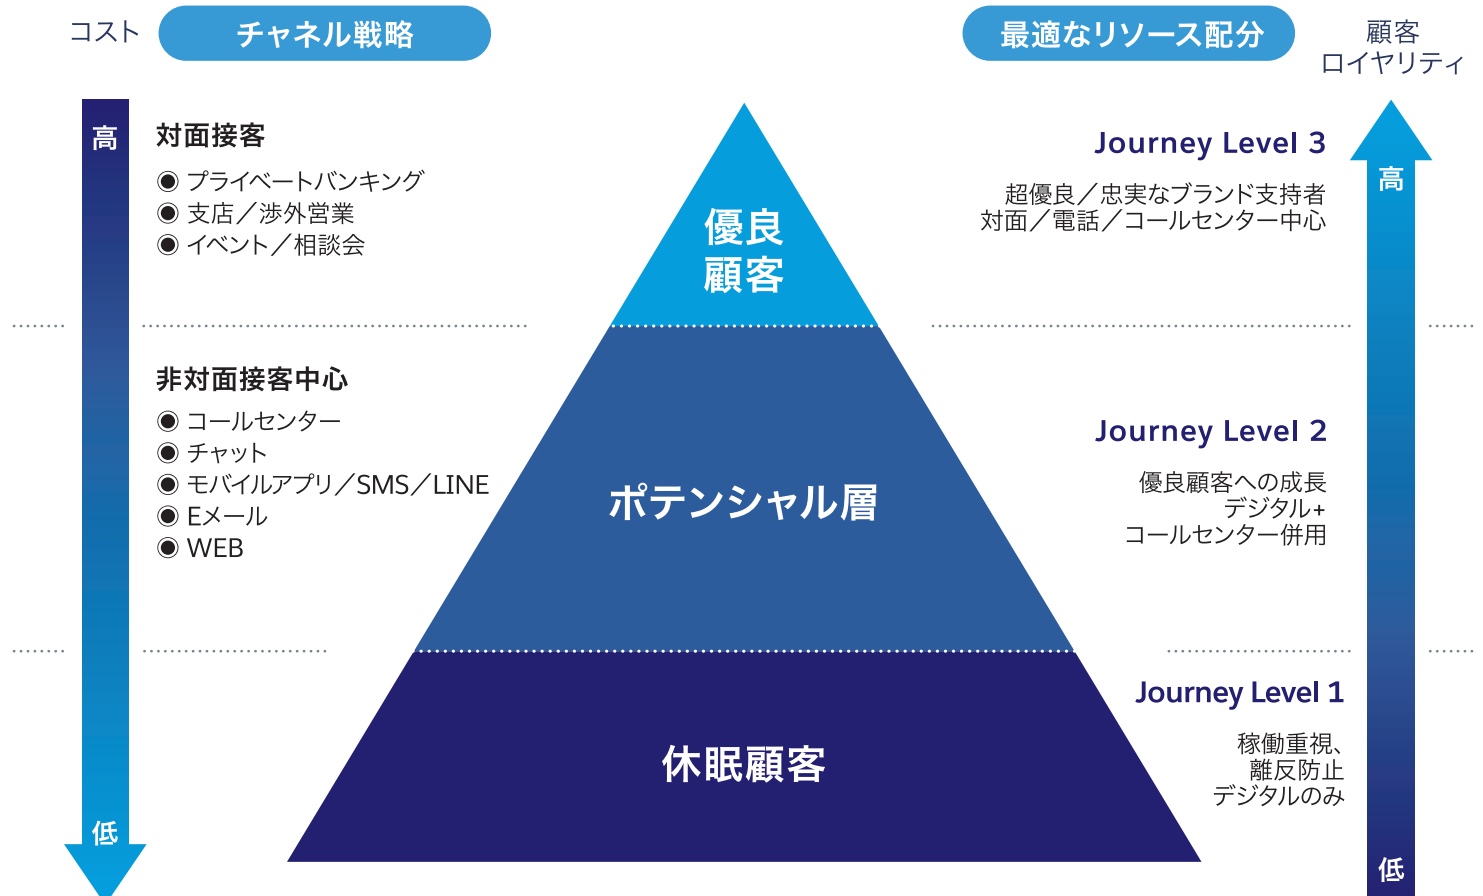 コスト
チャネル戦略
最適なリソース配分
顧客
ロイヤリティ
高
対面接客
◉ プライベートバンキング
◉ 支店／渉外営業
◉ イベント／相談会
優良
顧客
Journey Level 3
超優良／忠実なブランド支持者
対面／電話／コールセンター中心
高
非対面接客中心
◉ コールセンター
◉ チャット
◉ モバイルアプリ／SMS／LINE
◉ Eメール
◉ WEB
ポテンシャル層
Journey Level 2
優良顧客への成長
デジタル+
コールセンター併用
休眠顧客
Journey Level 1
稼働重視、
離反防止
デジタルのみ
低
低